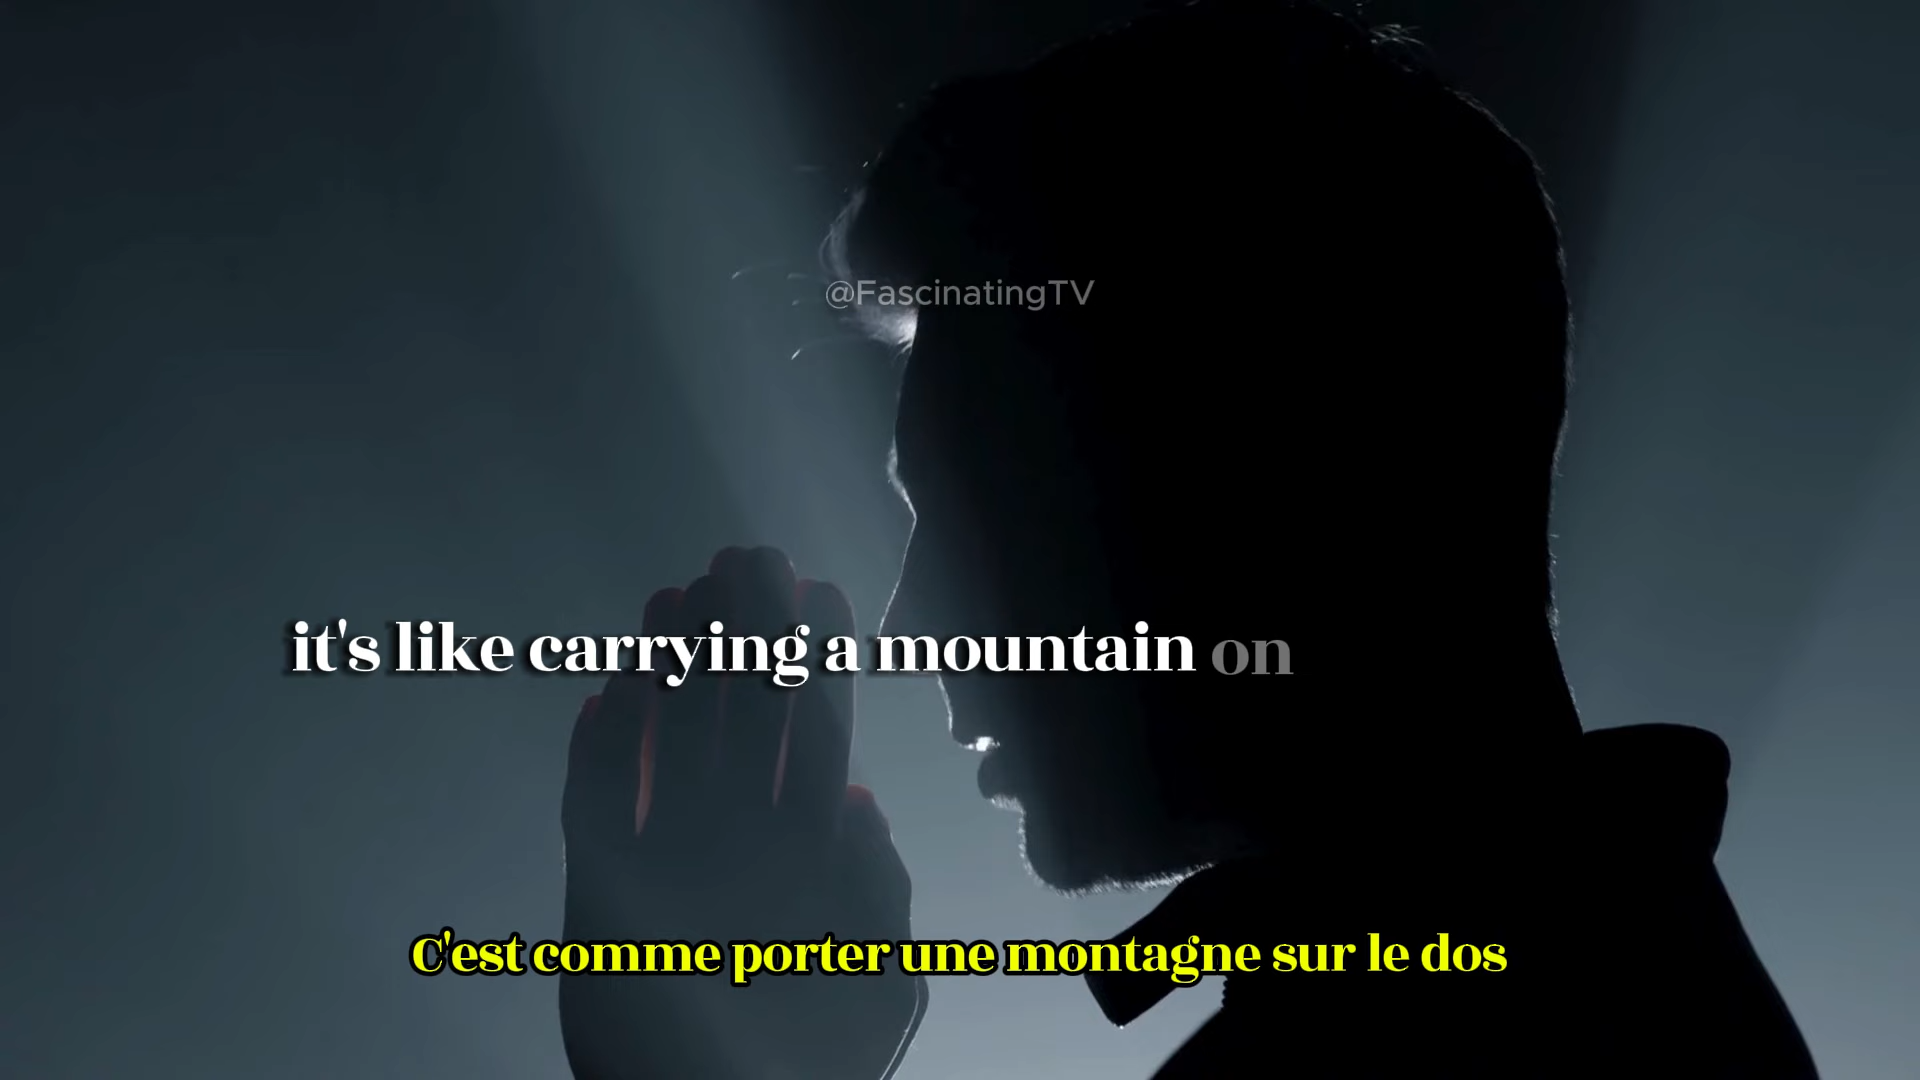 @FascinatingTV
it's like carrying a mountain on
C'est comme porter une montagne sur le dos